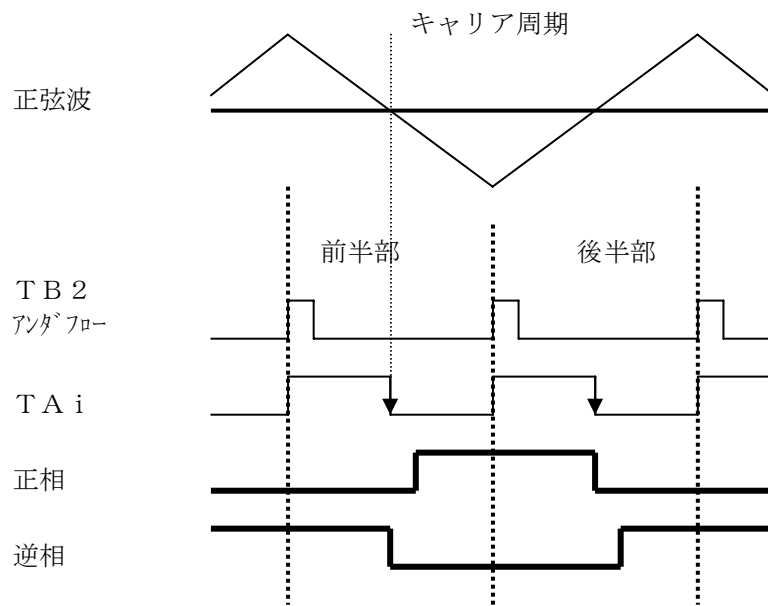 キャリア周期
正弦波
前半部
後半部
ＴＢ２
ｱﾝﾀﾞﾌﾛｰ
ＴＡｉ
正相
逆相